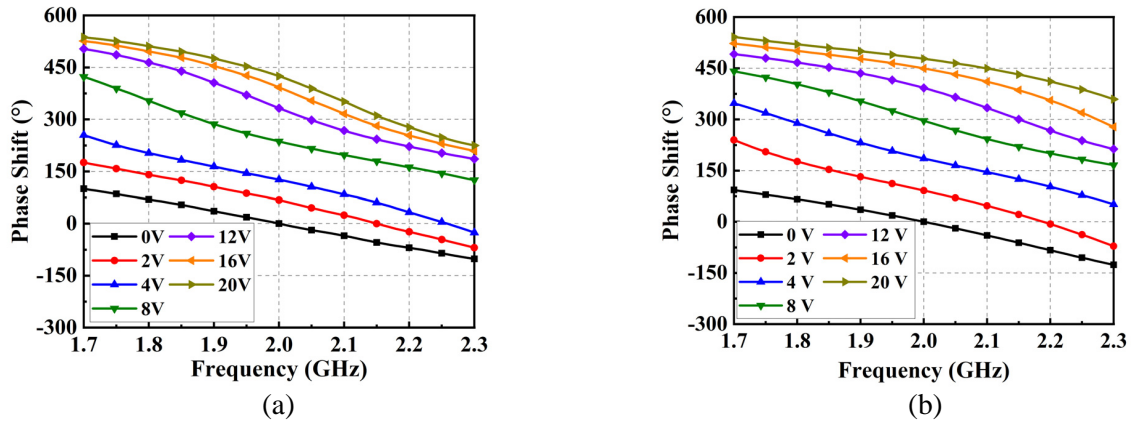 600
450
300
150
0
-150
-300
Phase Shift (°)
0V
2V
4V
8V
12V
16V
20V
1.7 1.8 1.9 2.0 2.1 2.2 2.3
Frequency (GHz)
(a)
600
450
300
150
0
-150
-300
Phase Shift (°)
0 V
2 V
4 V
8 V
12 V
16 V
20 V
1.7 1.8 1.9 2.0 2.1 2.2 2.3
Frequency (GHz)
(b)